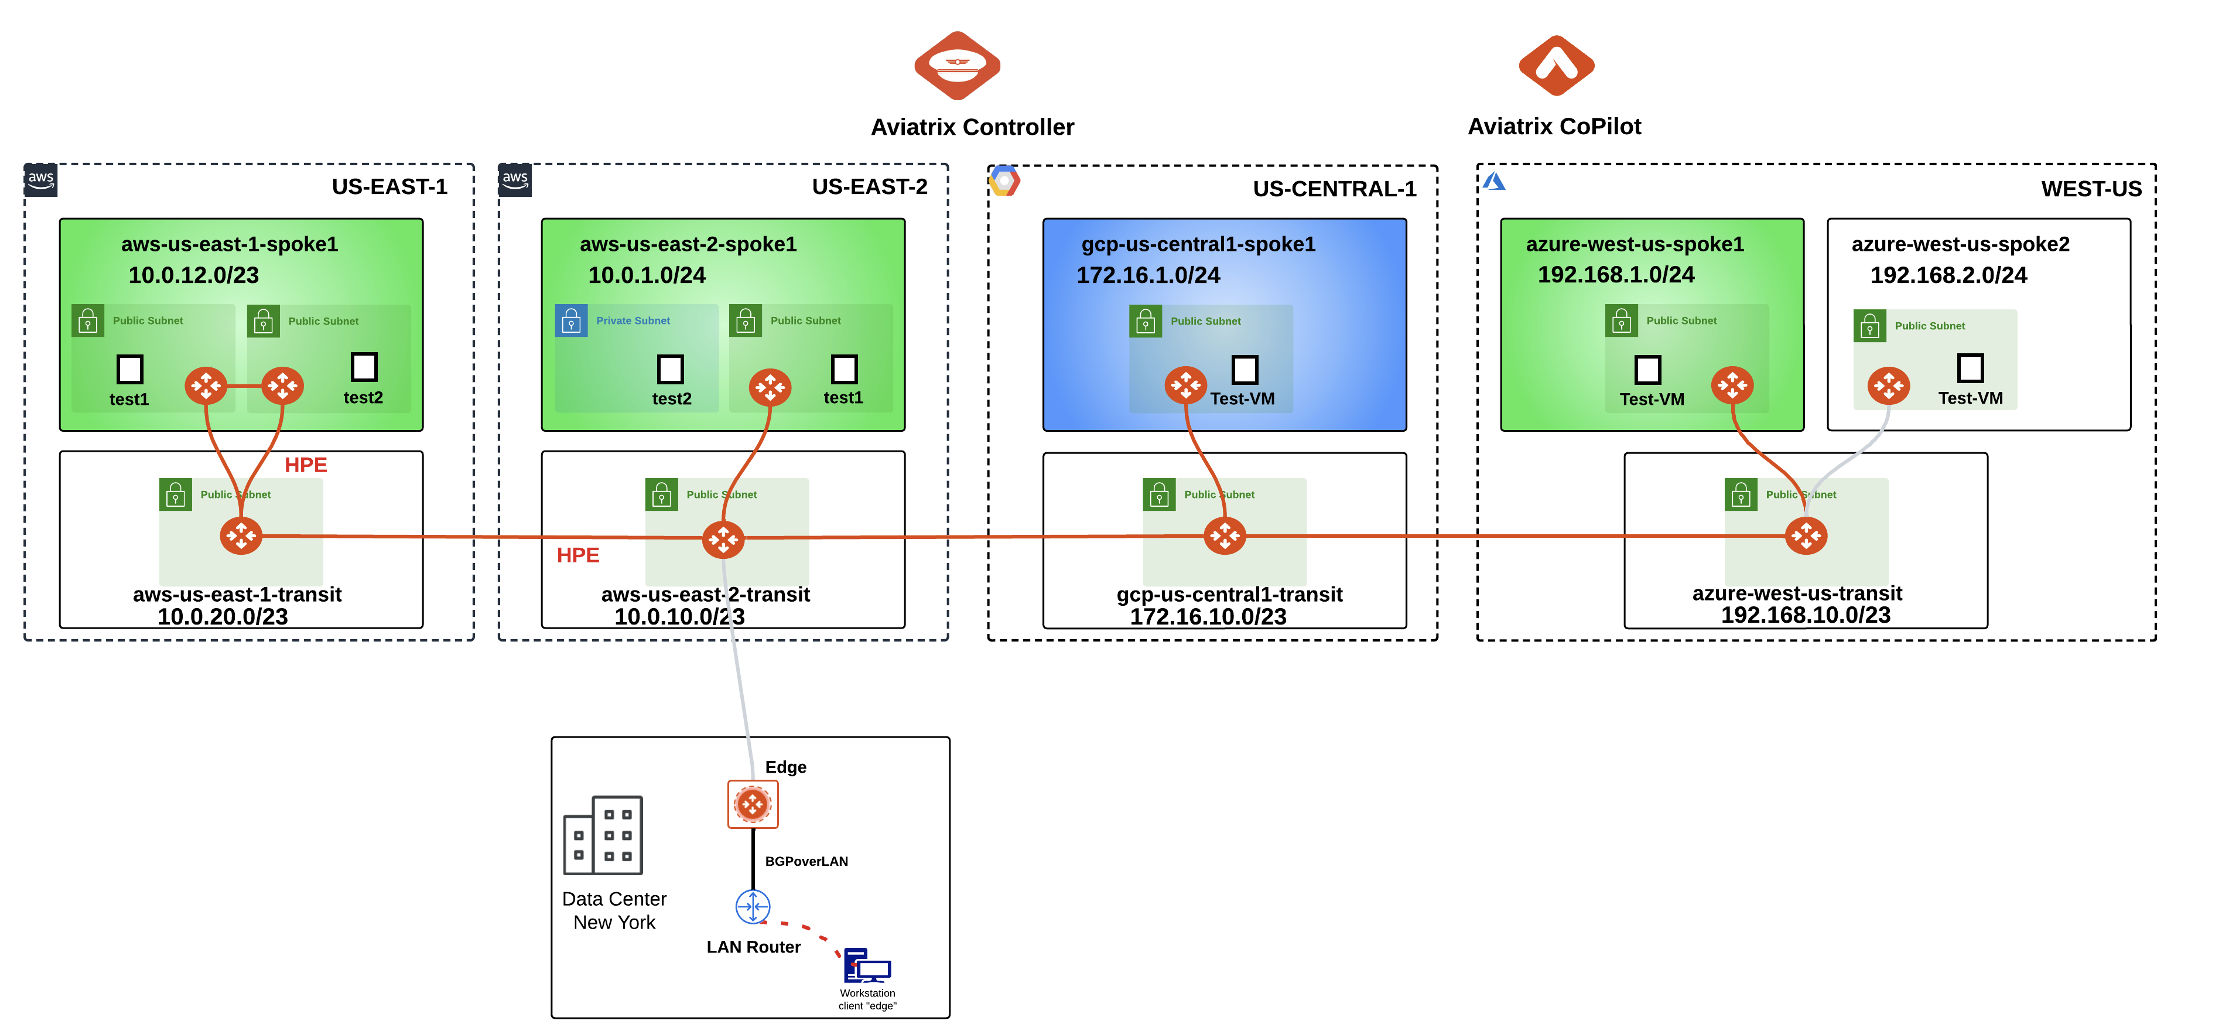 Aviatrix Controller
Aviatrix CoPilot
aws
US-EAST-1
aws-us-east-1-spoke1
10.0.12.0/23
Public Subnet
Public Subnet
test1
test2
HPE
Public Subnet
aws-us-east-1-transit
10.0.20.0/23
aws
US-EAST-2
aws-us-east-2-spoke1
10.0.1.0/24
Private Subnet
Public Subnet
test2
test1
Public Subnet
HPE
aws-us-east-2-transit
10.0.10.0/23
US-CENTRAL-1
gcp-us-central1-spoke1
172.16.1.0/24
Public Subnet
Test-VM
Public Subnet
gcp-us-central1-transit
172.16.10.0/23
WEST-US
azure-west-us-spoke1
192.168.1.0/24
Public Subnet
Test-VM
azure-west-us-spoke2
192.168.2.0/24
Public Subnet
Test-VM
Public Subnet
azure-west-us-transit
192.168.10.0/23
Edge
BGPoverLAN
Data Center
New York
LAN Router
Workstation
client "edge"